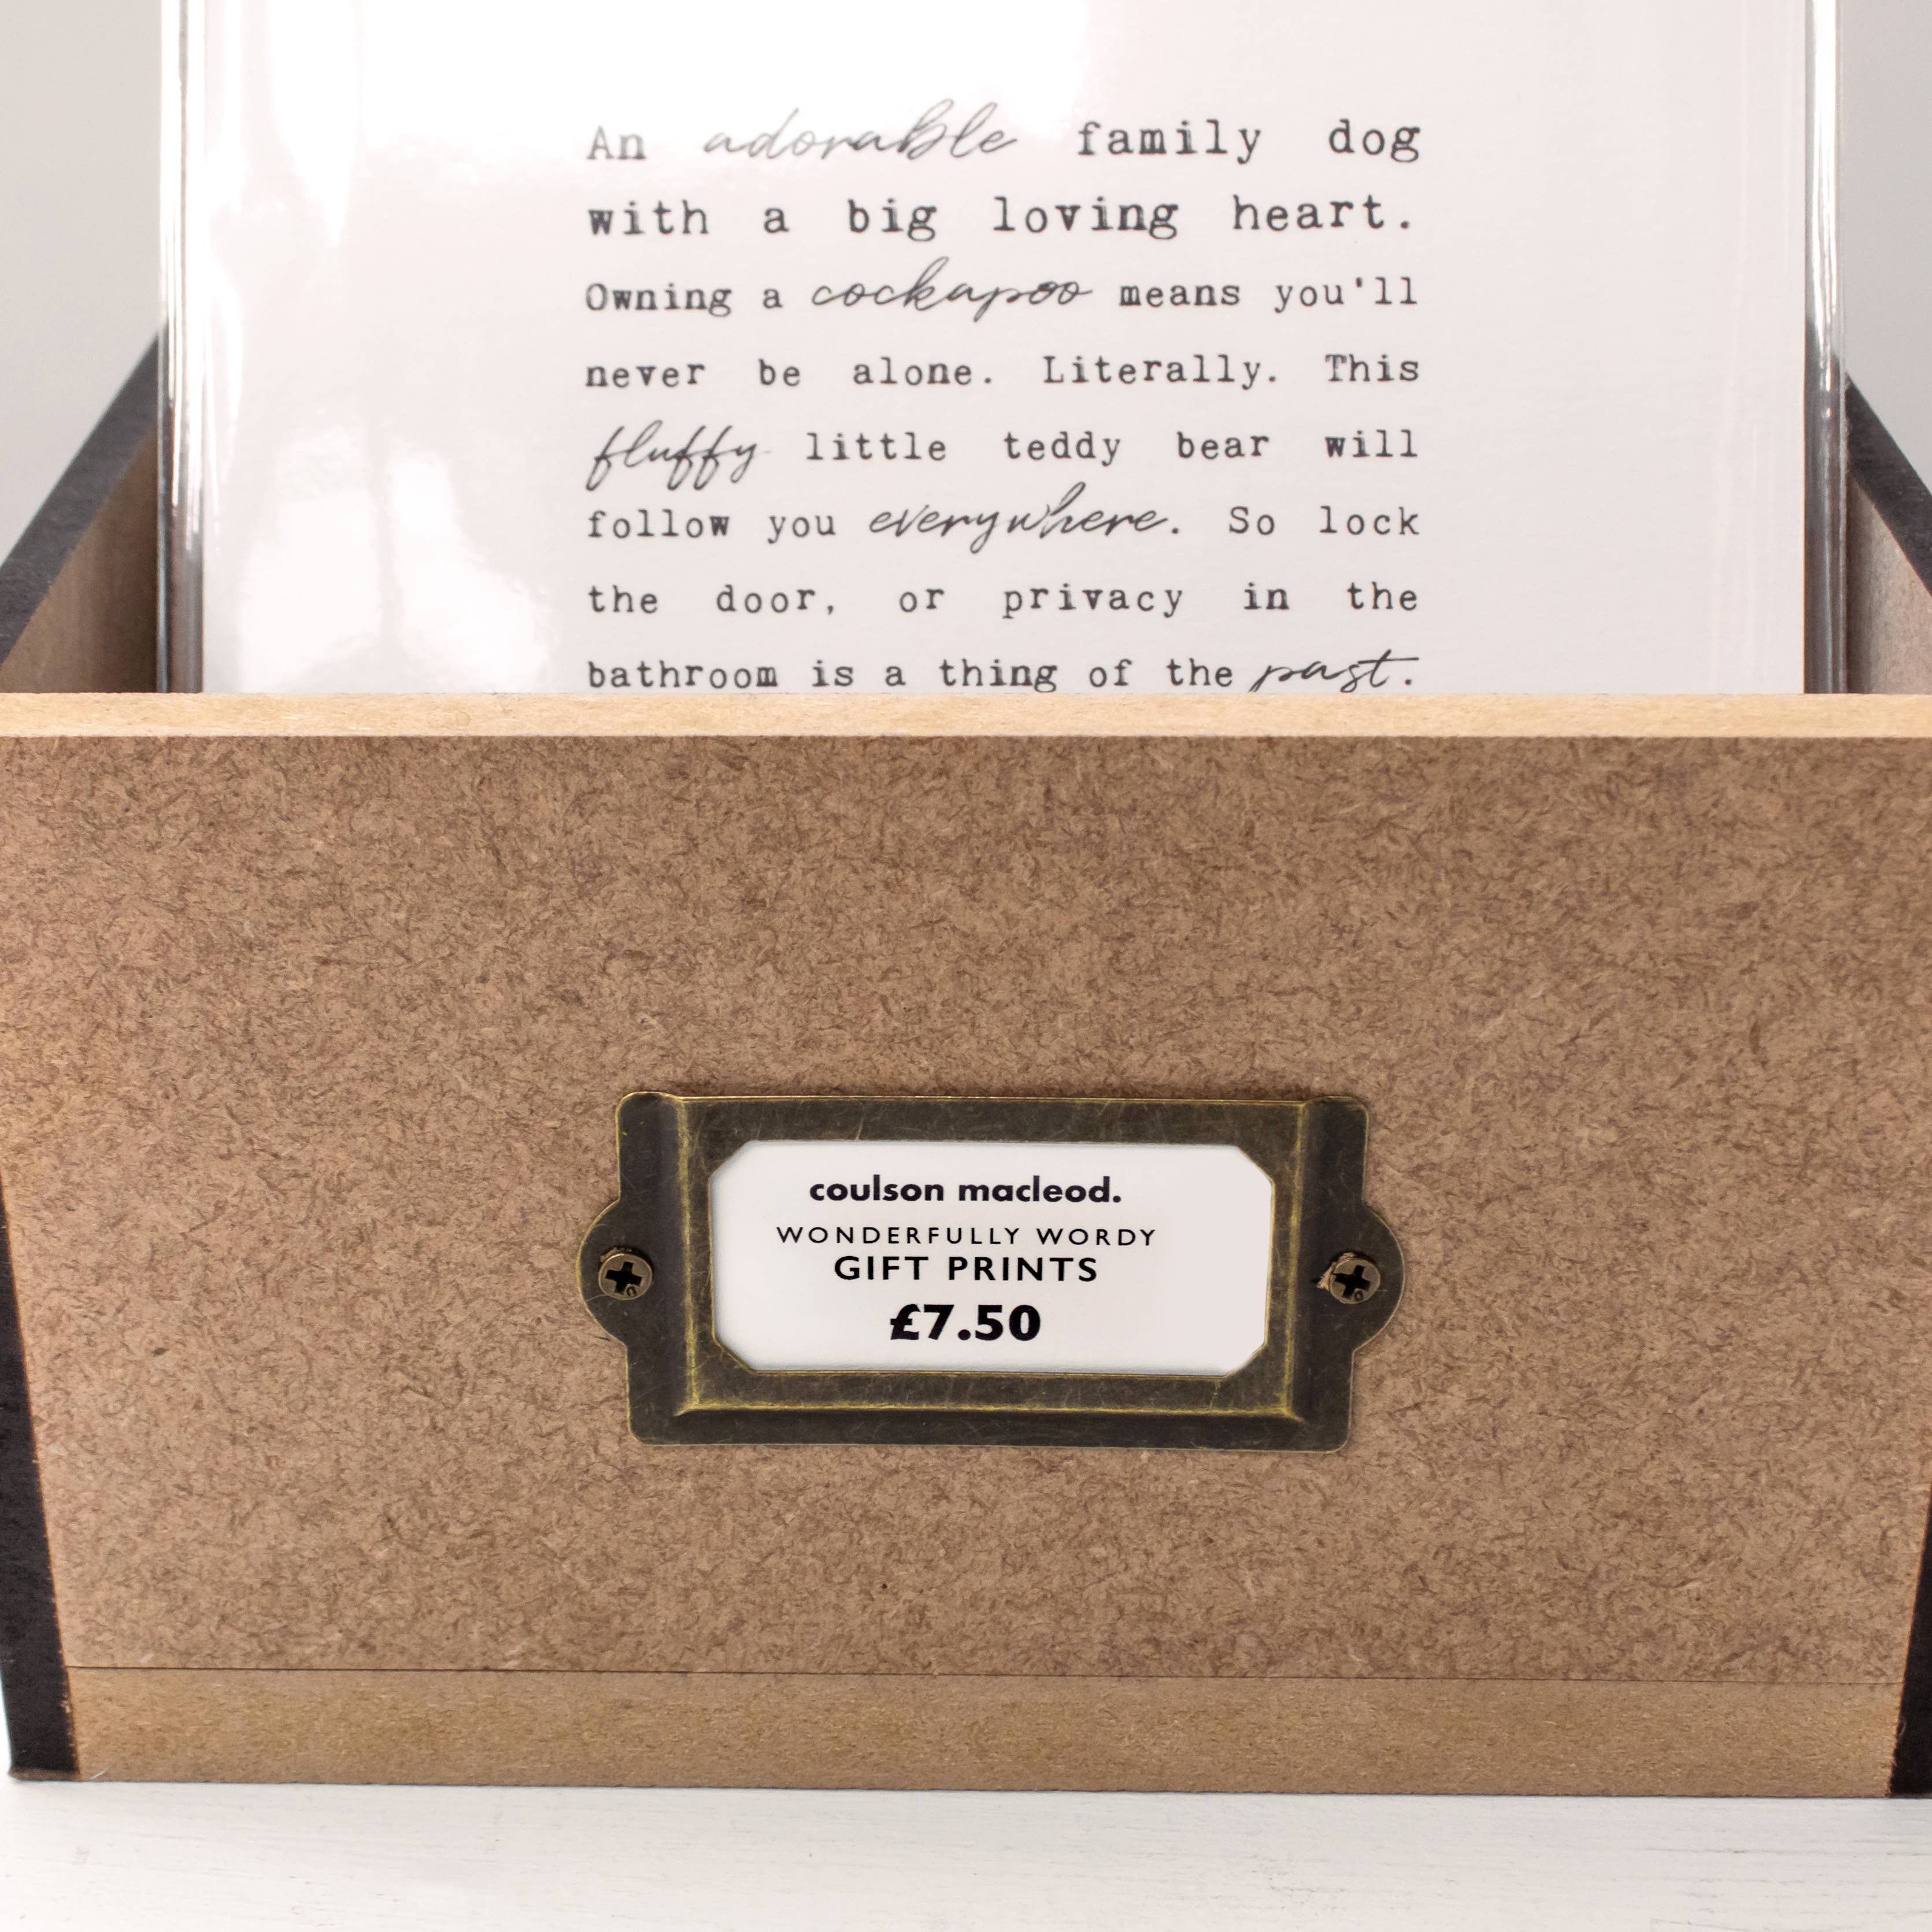 An adorable family dog
with a big loving heart.
Owning a cockapoo means you'll
never be alone. Literally. This
fluffy little teddy bear will
follow you everywhere. So lock
the door, or privacy in the
bathroom is a thing of the past.
coulson macleod.
WONDERFULLY WORDY
GIFT PRINTS
£7.50